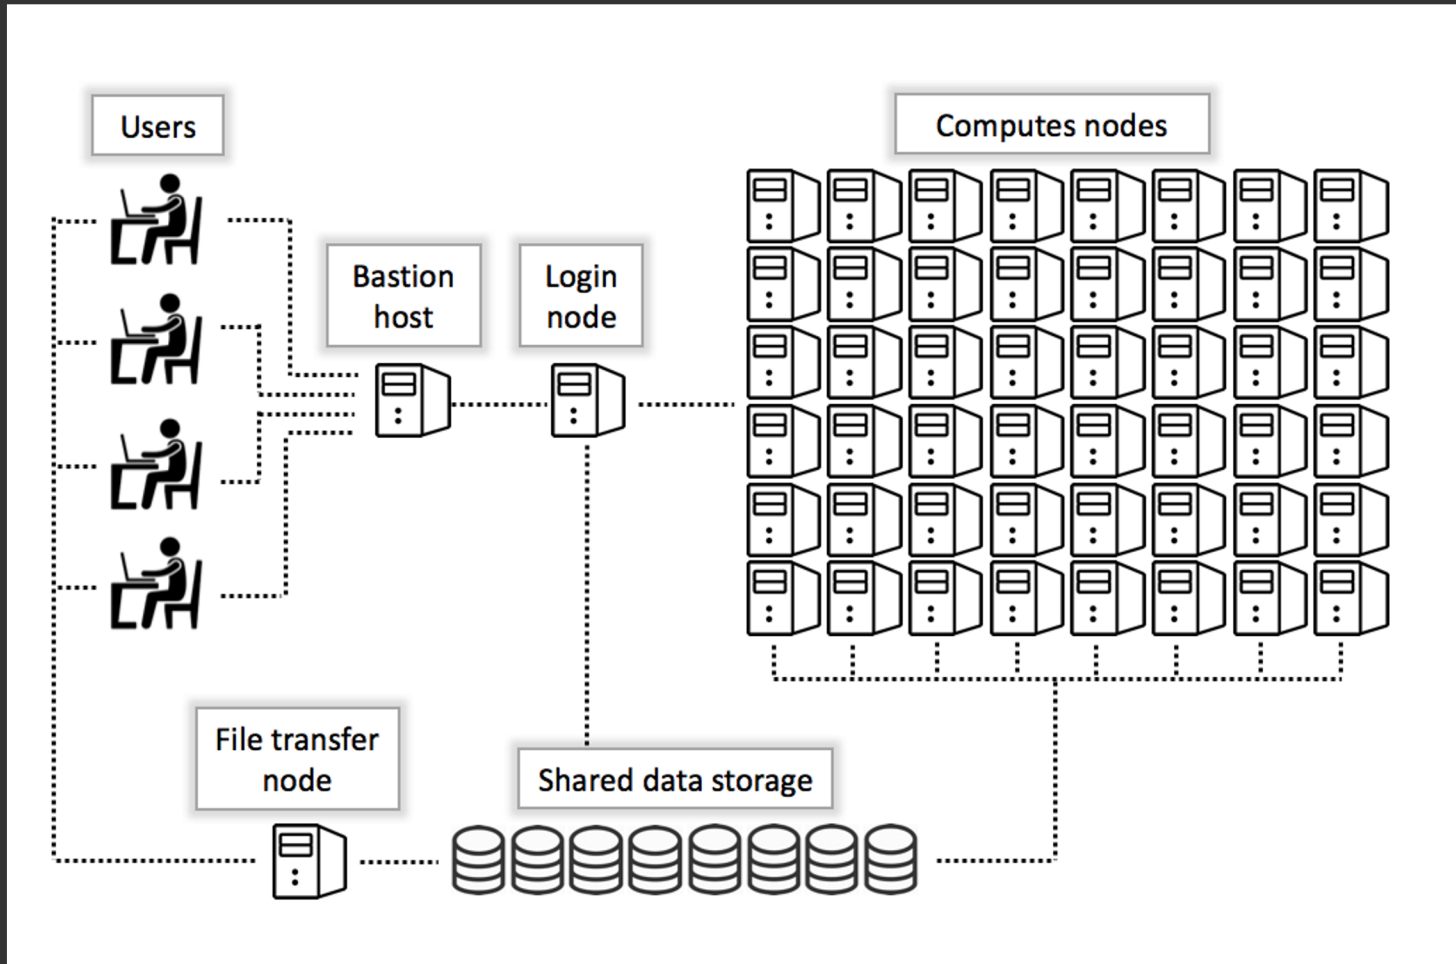 Users
Computes nodes
Bastion
host
Login
node
File transfer
node
Shared data storage